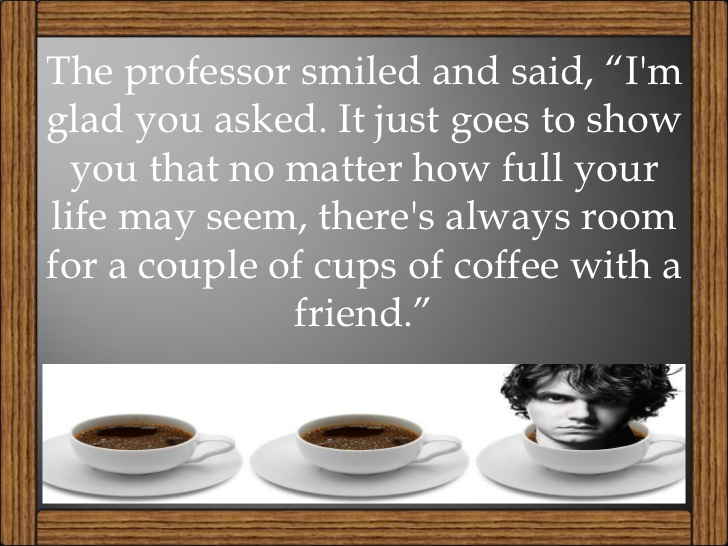 The professor smiled and said, “I'm
glad you asked. It just goes to show
you that no matter how full your
life may seem, there's always room
for a couple of cups of coffee with a
friend.”